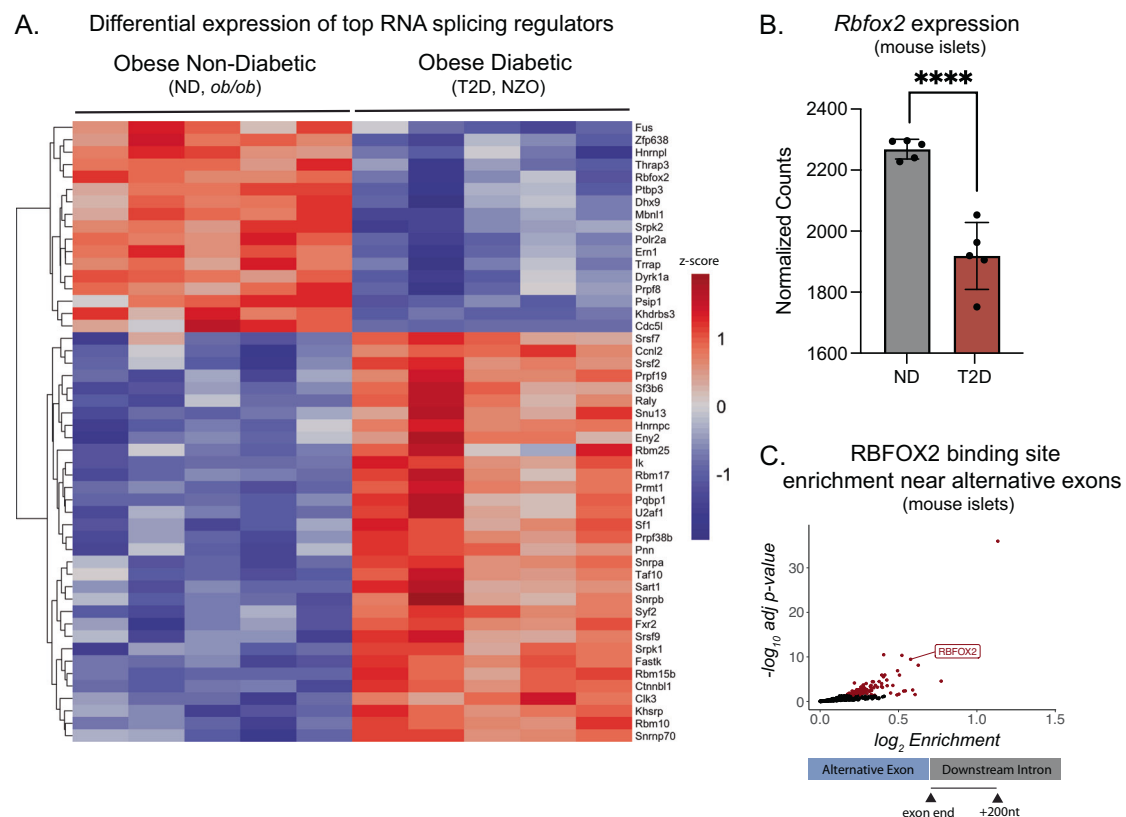 A.
Differential expression of top RNA splicing regulators
Obese Non-Diabetic
(ND, ob/ob)
Obese Diabetic
(T2D, NZO)
Fus
Zfp638
Hnrnpl
Thrap3
Rbfox2
Ptbp3
Dhx9
Mbnl1
Srpk2
Polr2a
Ern1
Trrap
Dyrk1a
Prpf8
Psip1
Khdrbs3
Cdc5l
Srsf7
Ccnl2
Srsf2
Prpf19
Sf3b6
Raly
Snu13
Hnrnpc
Eny2
Rbm25
Ik
Rbm17
Prmt1
Pqbp1
U2af1
Sf1
Prpf38b
Pnn
Snrpa
Taf10
Sart1
Snrpb
Syf2
Fxr2
Srsf9
Srpk1
Fastk
Rbm15b
Ctnnbl1
Clk3
Khsrp
Rbm10
Snrnp70
z-score
1
0
-1
B.
Rbfox2 expression
(mouse islets)
****
Normalized Counts
2400
2200
2000
1800
1600
ND
T2D
C.
RBFOX2 binding site
enrichment near alternative exons
(mouse islets)
-log10 adj p-value
30
20
10
0
RBFOX2
0.0
0.5
1.0
1.5
log2 Enrichment
Alternative Exon
Downstream Intron
exon end
+200nt